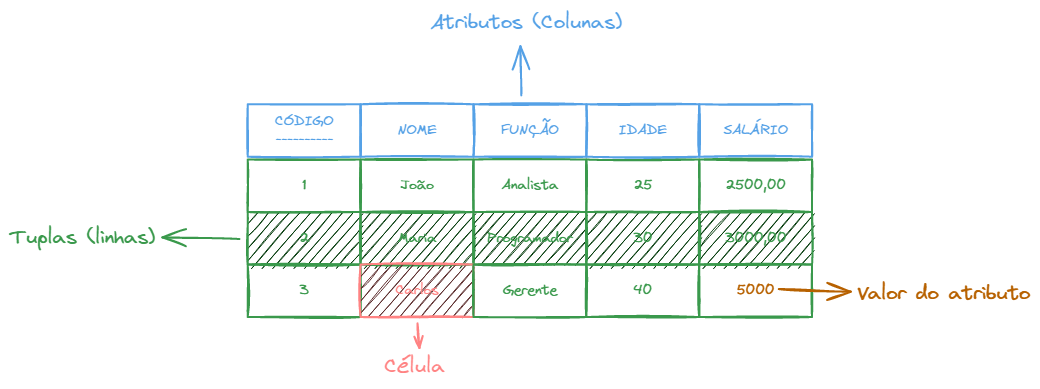 Atributos (Colunas)
CÓDIGO NOME FUNÇÃO IDADE SALÁRIO
----------
1 João Analista 25 2500,00
Tuplas (linhas) 2 Maria Programador 30 3000,00
3 Carlos Gerente 40 5000 Valor do atributo
Célula